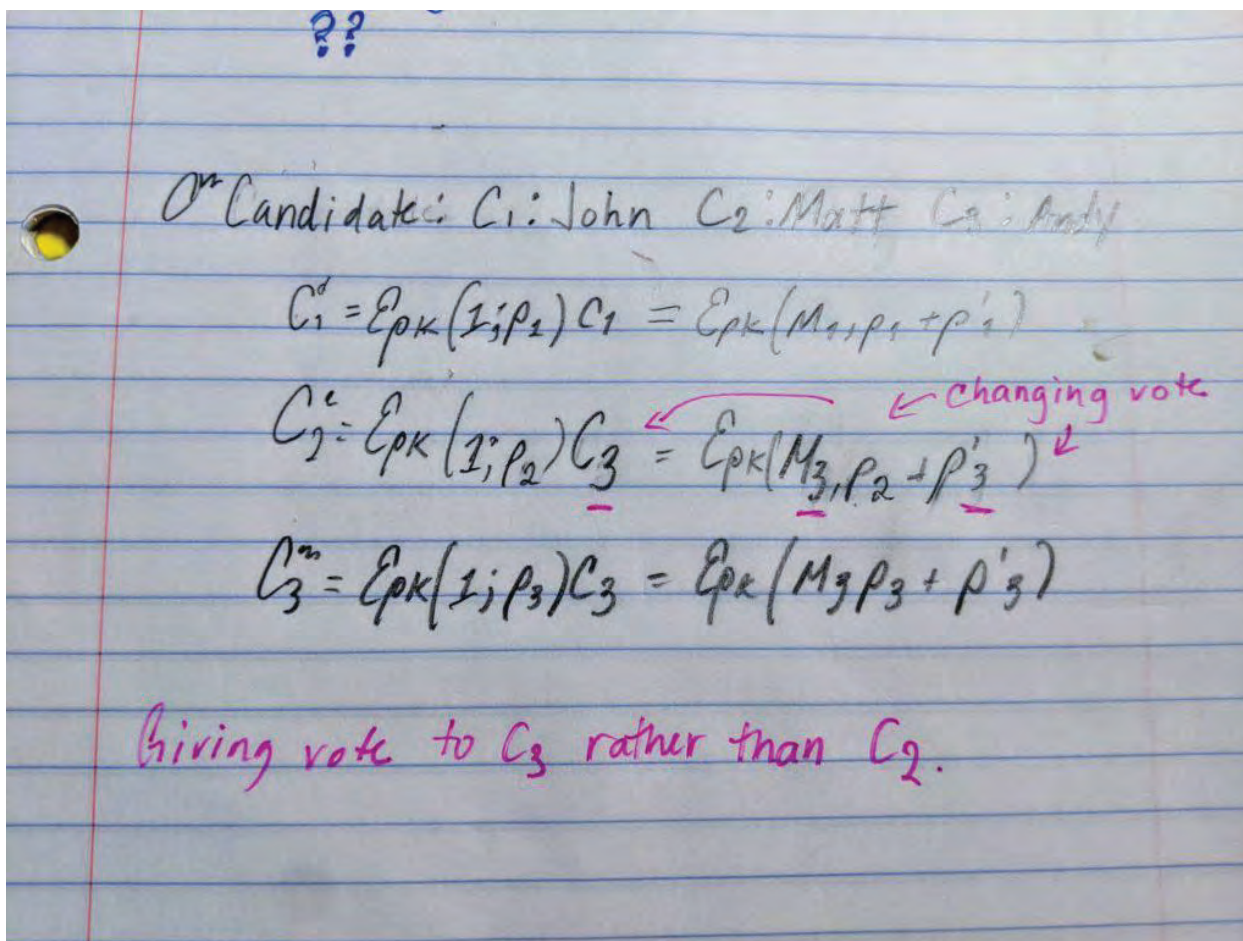 ??
Candidate: C₁: John C₂: Matt C₃: Andy
C₁' = Epk(1;ρ₁) C₁ = Epk(M₁,ρ₁+ρ'₁)
← changing vote
C₂' = Epk(1;ρ₂) C₃ = Epk(M₃,ρ₂+ρ'₃)
C₃ = Epk(1;ρ₃) C₃ = Epk(M₃ρ₃+ρ'₃)
Giving vote to C₃ rather than C₂.